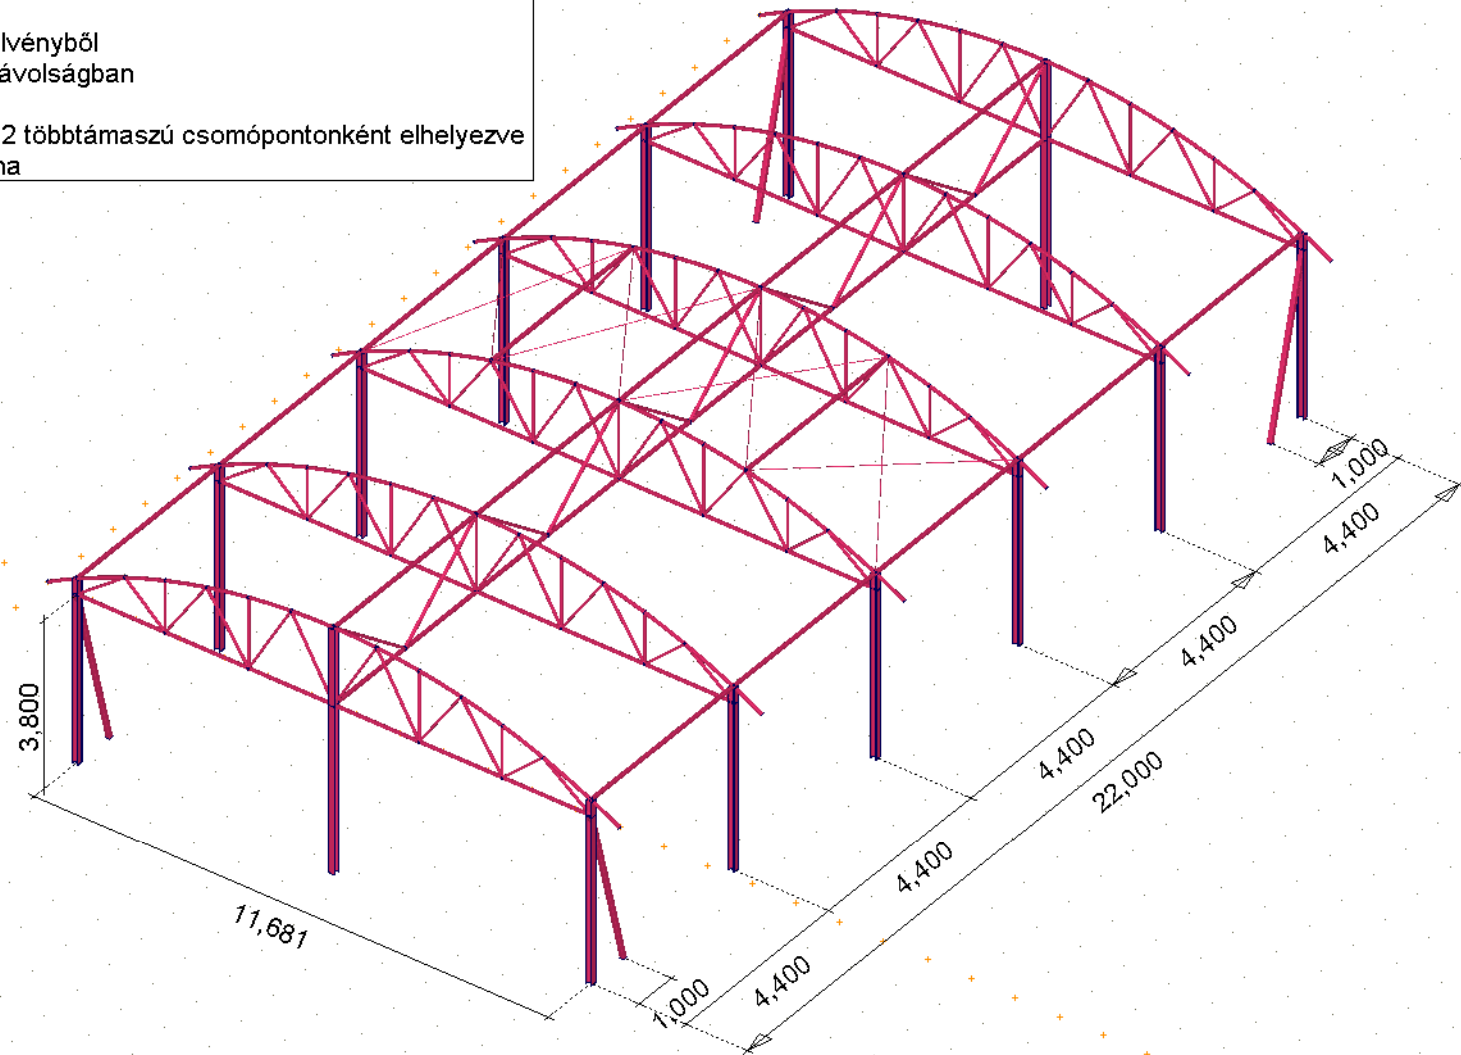 lvényből
ávolságban
2 többtámaszú csomópontonként elhelyezve
na
3,800
11,681
1,000
4,400
4,400
22,000
4,400
4,400
4,400
1,000